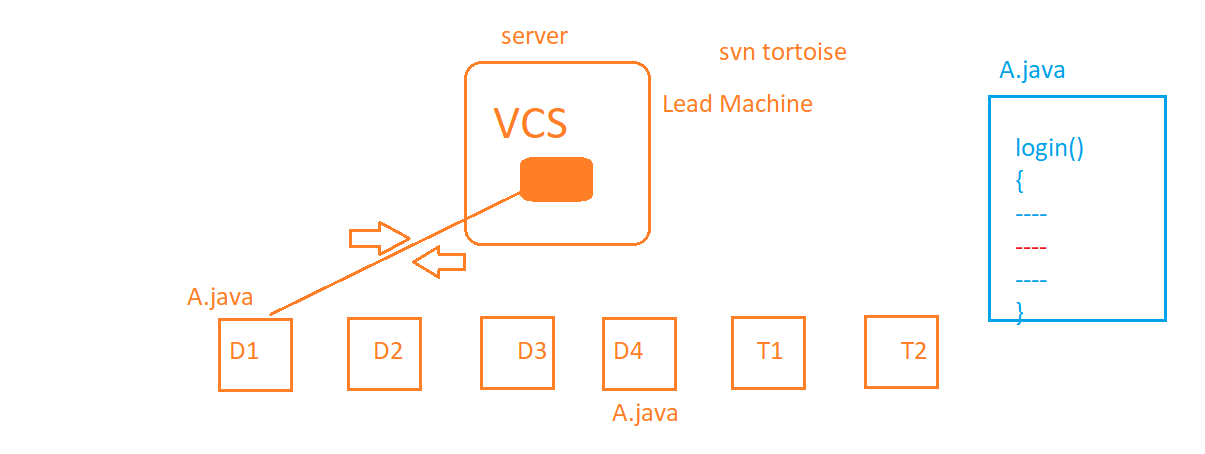 server
svn tortoise
Lead Machine
VCS
A.java
D1
D2
D3
D4
T1
T2
A.java
A.java
login()
{
----
----
----
}